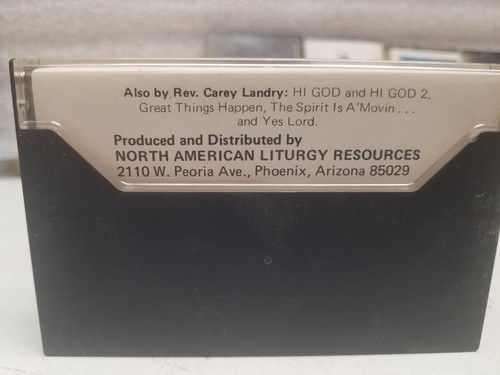 Also by Rev. Carey Landry: HI GOD and HI GOD 2,
Great Things Happen, The Spirit Is A'Movin . . .
and Yes Lord.
Produced and Distributed by
NORTH AMERICAN LITURGY RESOURCES
2110 W. Peoria Ave., Phoenix, Arizona 85029